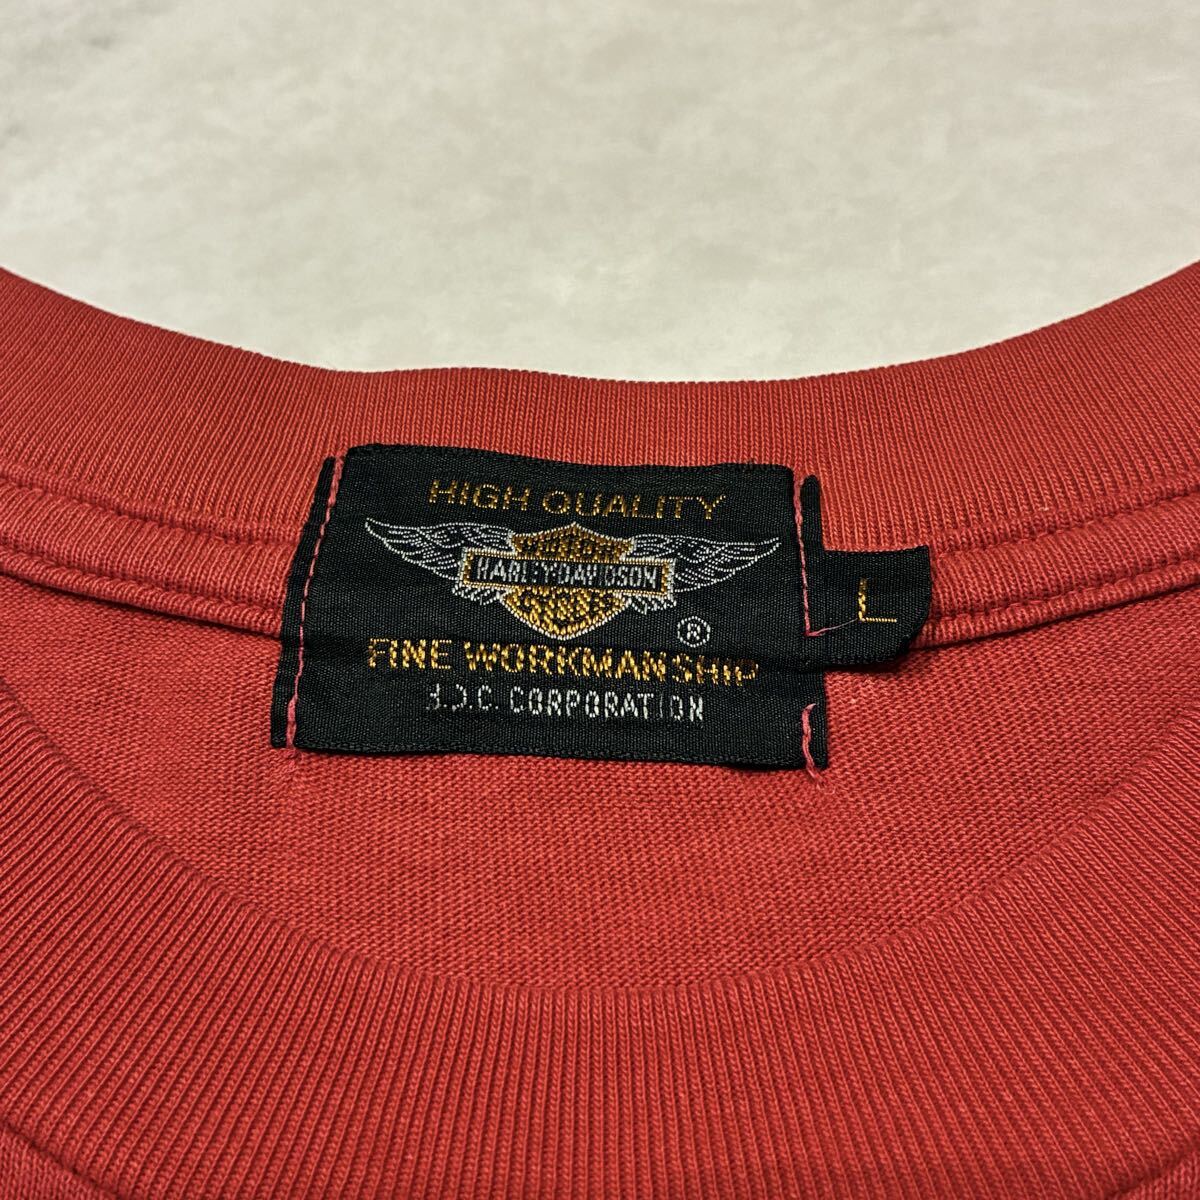 HIGH QUALITY
HARLEY-DAVIDSON
®
FINE WORKMANSHIP
CORPORATION
L